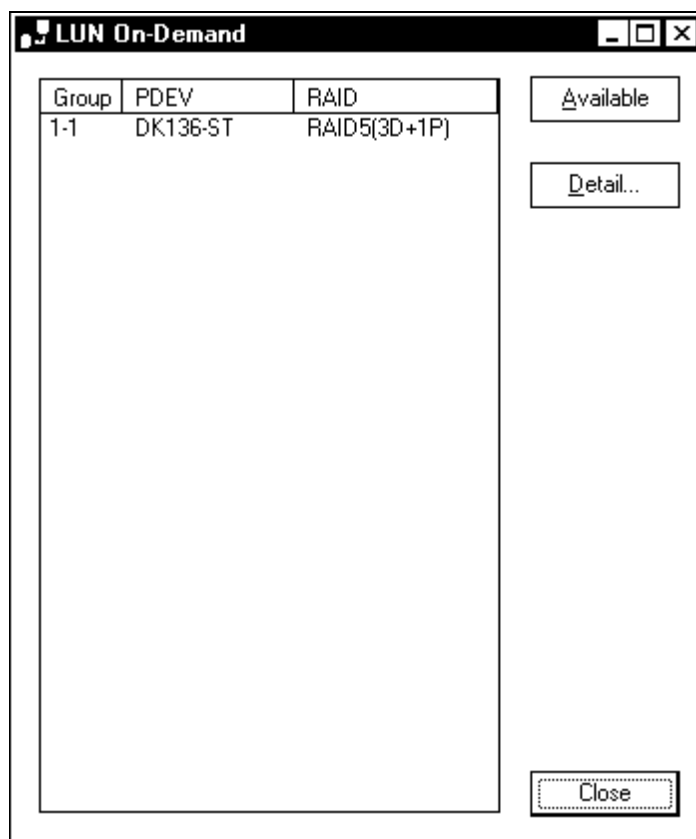 LUN On-Demand
Group PDEV RAID
1-1 DK136-ST RAID5(3D+1P)
Available
Detail...
Close